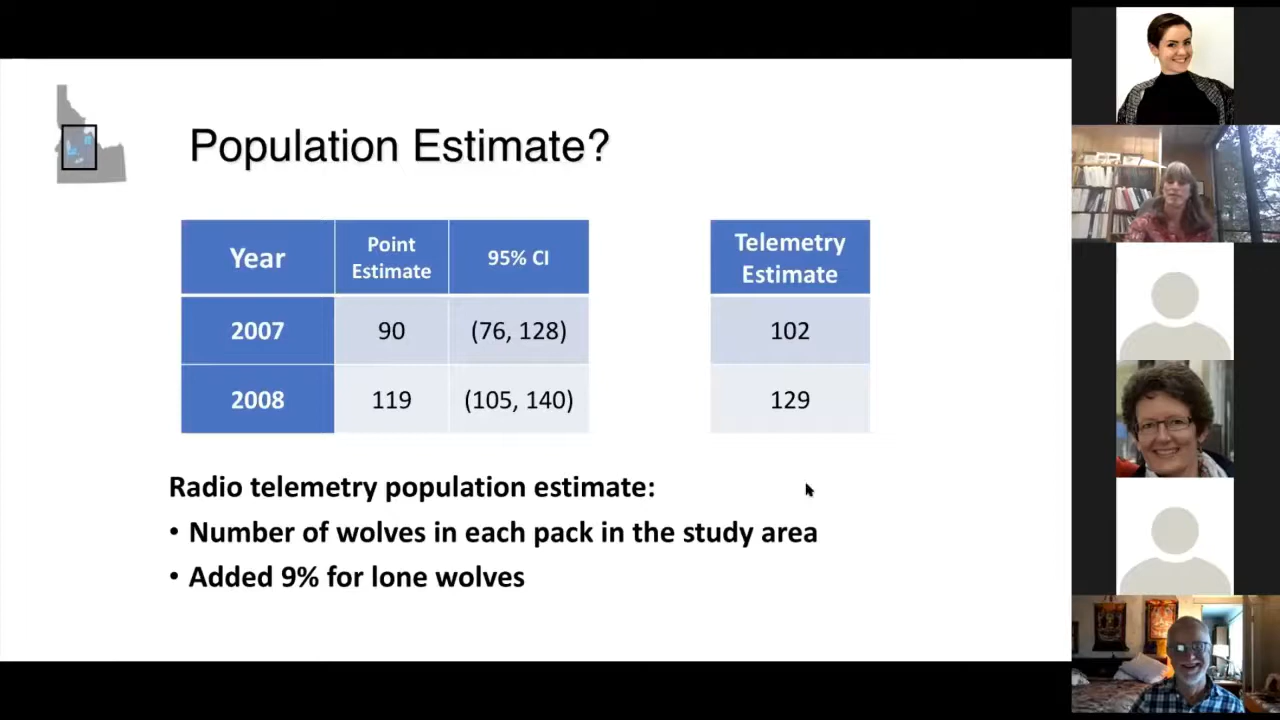 Population Estimate?
Year Point Estimate 95% CI
2007 90 (76, 128)
2008 119 (105, 140)
Telemetry Estimate
102
129
Radio telemetry population estimate:
• Number of wolves in each pack in the study area
• Added 9% for lone wolves